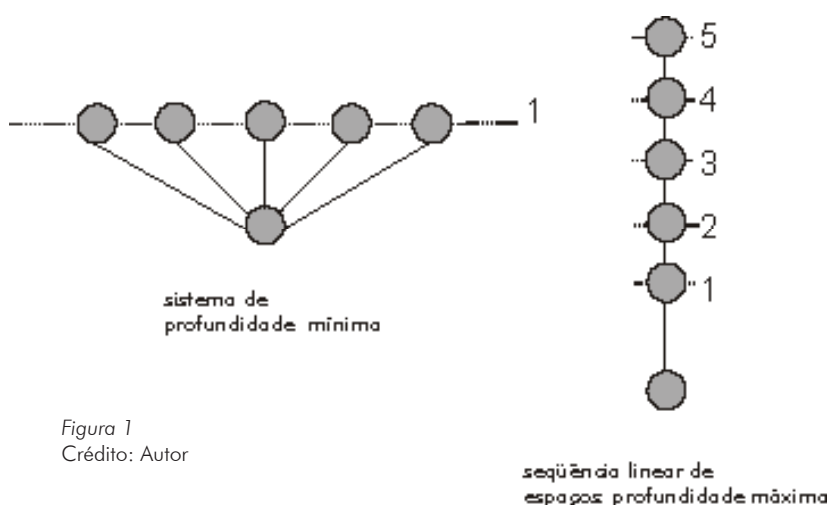 1
sistema de
profundidade mínima
5
4
3
2
1
seqüência linear de
espaços: profundidade máxima
Figura 1
Crédito: Autor